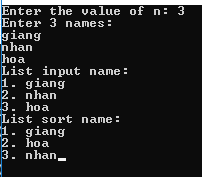 Enter the value of n: 3
Enter 3 names:
giang
nhan
hoa
List input name:
1. giang
2. nhan
3. hoa
List sort name:
1. giang
2. hoa
3. nhan